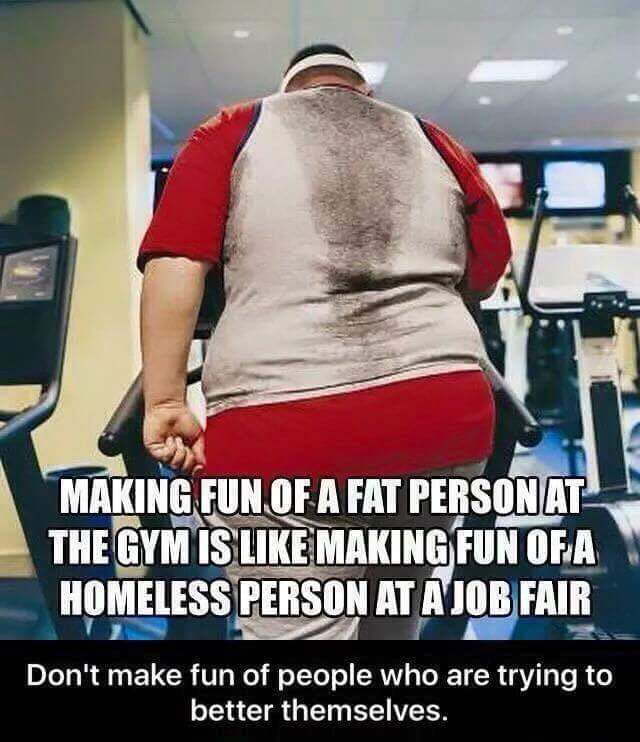 MAKING FUN OF A FAT PERSON AT
THE GYM IS LIKE MAKING FUN OF A
HOMELESS PERSON AT A JOB FAIR
Don't make fun of people who are trying to
better themselves.